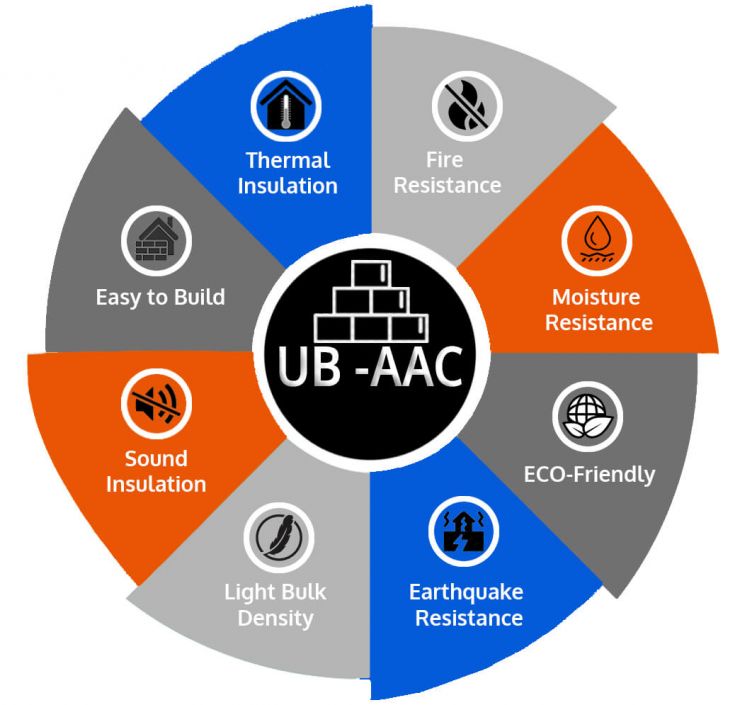 Thermal
Insulation
Fire
Resistance
Moisture
Resistance
ECO-Friendly
Earthquake
Resistance
Light Bulk
Density
Sound
Insulation
Easy to Build
UB -AAC